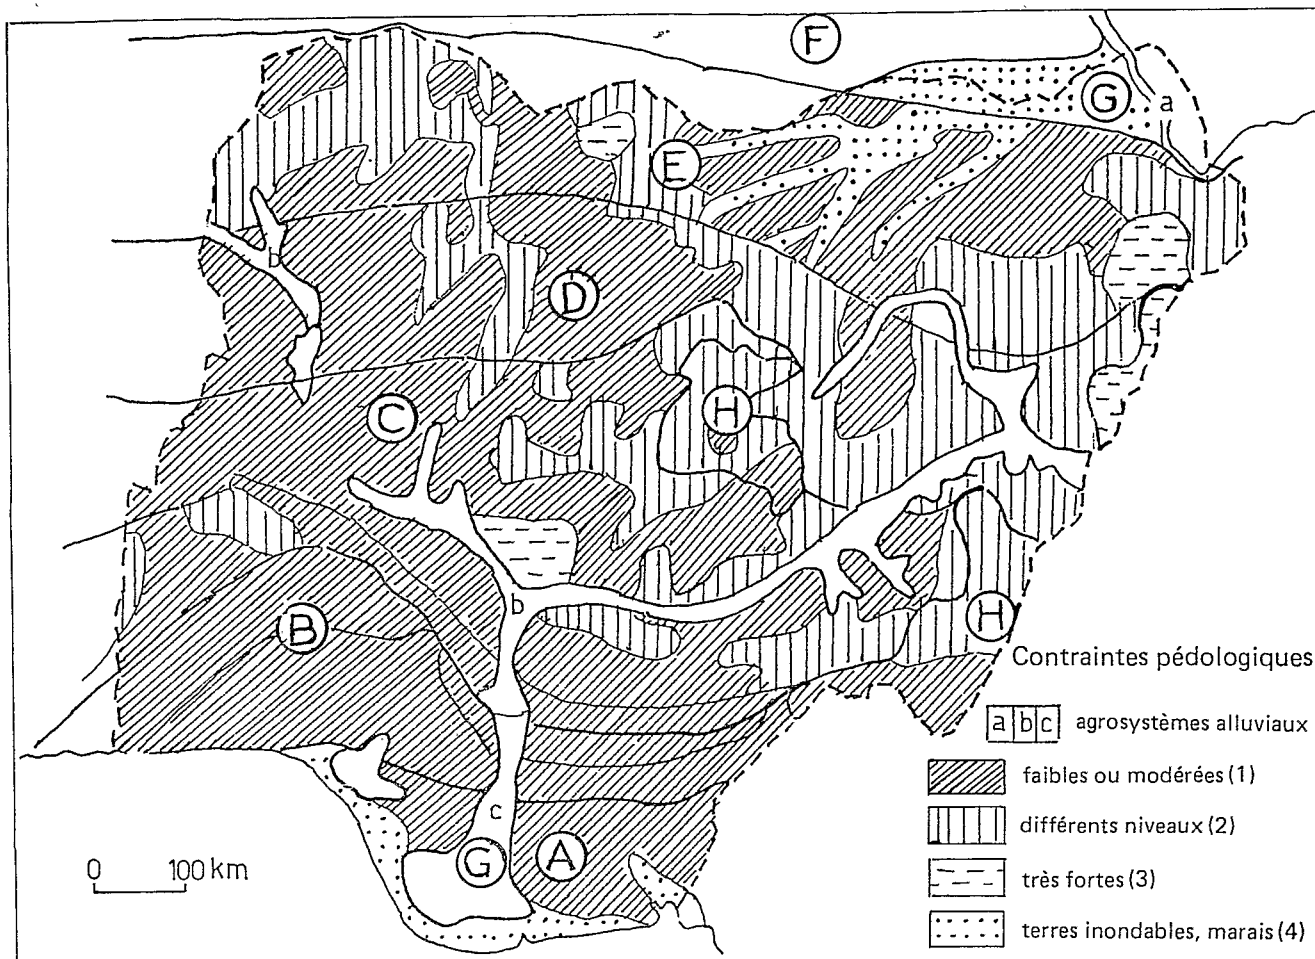 F
G
a
E
b
D
C
H
b
B
H
Contraintes pédologiques
a b c agrosystèmes alluviaux
faibles ou modérées (1)
c
différents niveaux (2)
G A
0 100 km
très fortes (3)
terres inondables, marais (4)